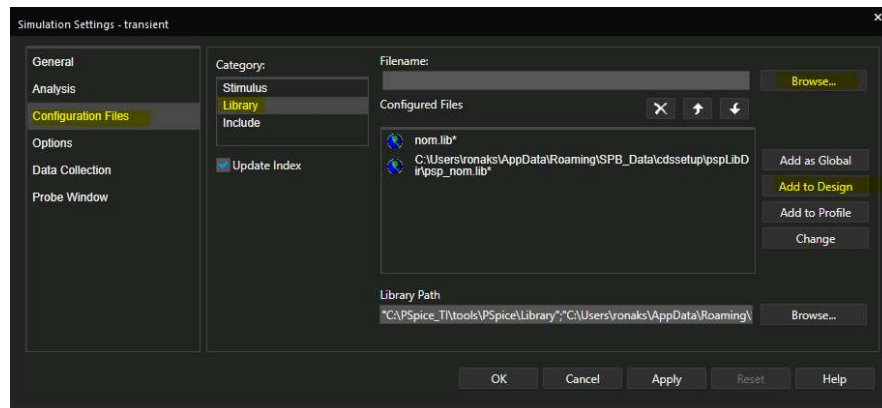 Simulation Settings - transient
General
Analysis
Configuration Files
Options
Data Collection
Probe Window
Category:
Stimulus
Library
Include
Update Index
Filename:
Browse...
Configured Files
nom.lib*
C:\Users\ronaks\AppData\Roaming\SPB_Data\cdssetup\pspLibD
ir\psp_nom.lib*
Add as Global
Add to Design
Add to Profile
Change
Library Path
"C:\PSpice_TI\tools\PSpice\Library";"C:\Users\ronaks\AppData\Roaming\
Browse...
OK
Cancel
Apply
Reset
Help